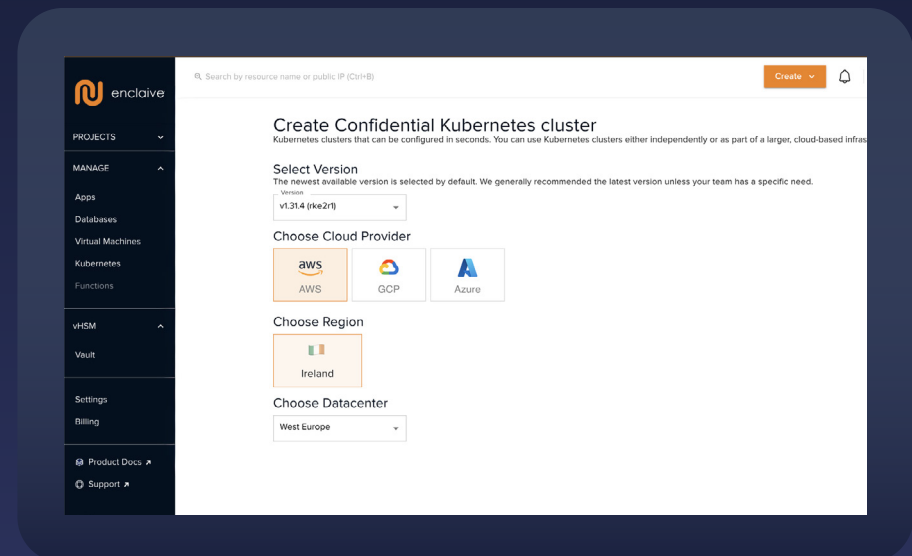 enclaive
Search by resource name or public IP (Ctrl+B)
Create
PROJECTS
MANAGE
Apps
Databases
Virtual Machines
Kubernetes
Functions
vHSM
Vault
Settings
Billing
Product Docs
Support
Create Confidential Kubernetes cluster
Kubernetes clusters that can be configured in seconds. You can use Kubernetes clusters either independently or as part of a larger, cloud-based infras
Select Version
The newest available version is selected by default. We generally recommended the latest version unless your team has a specific need.
Version
v1.31.4 (rke2r1)
Choose Cloud Provider
aws
AWS
GCP
Azure
Choose Region
Ireland
Choose Datacenter
West Europe